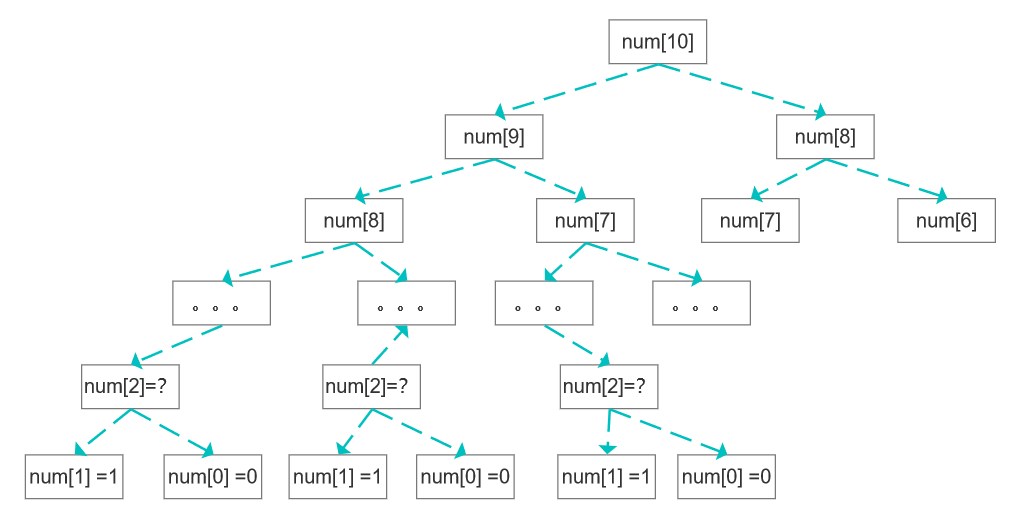 num[10]
num[9]
num[8]
num[8]
num[7]
num[7]
num[6]
。。。
。。。
。。。
。。。
num[2]=?
num[2]=?
num[2]=?
num[1] =1
num[0] =0
num[1] =1
num[0] =0
num[1] =1
num[0] =0